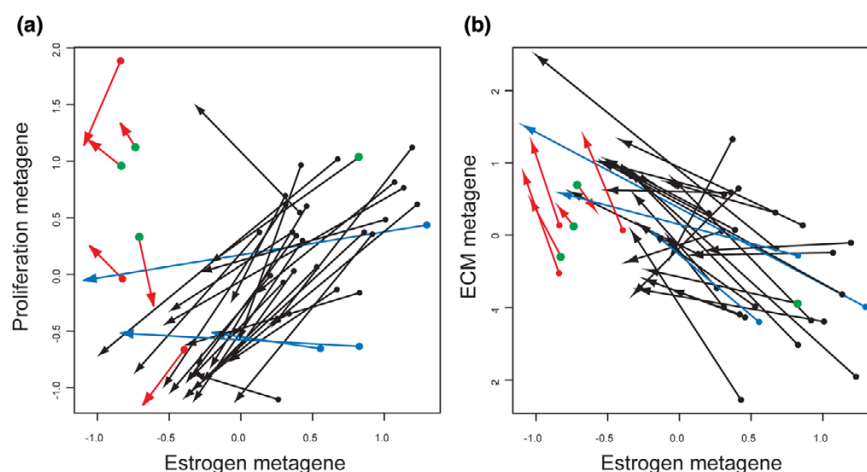 (a)
(b)
Proliferation metagene
2.0
1.5
1.0
0.5
0.0
-0.5
-1.0
-1.0 -0.5 0.0 0.5 1.0
Estrogen metagene
ECM metagene
2
1
0
1
2
-1.0 -0.5 0.0 0.5 1.0
Estrogen metagene